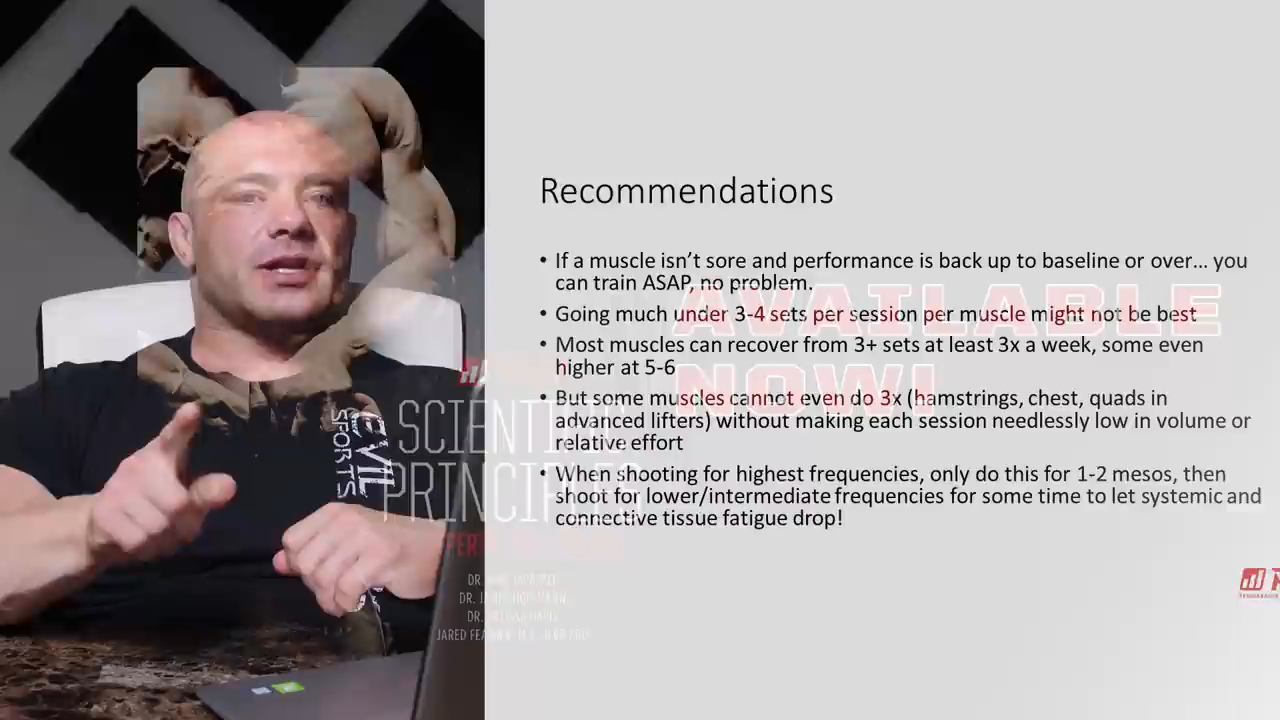 Recommendations
• If a muscle isn't sore and performance is back up to baseline or over… you
can train ASAP, no problem.
• Going much under 3-4 sets per session per muscle might not be best
• Most muscles can recover from 3+ sets at least 3x a week, some even
higher at 5-6
• But some muscles cannot even do 3x (hamstrings, chest, quads in
advanced lifters) without making each session needlessly low in volume or
relative effort
• When shooting for highest frequencies, only do this for 1-2 mesos, then
shoot for lower/intermediate frequencies for some time to let systemic and
connective tissue fatigue drop!
AVAILABLE
NOW!
EVIL
SPORTS
SCIENTIFIC
PRINCIPLES
DR.
DR.
DR.
JARED